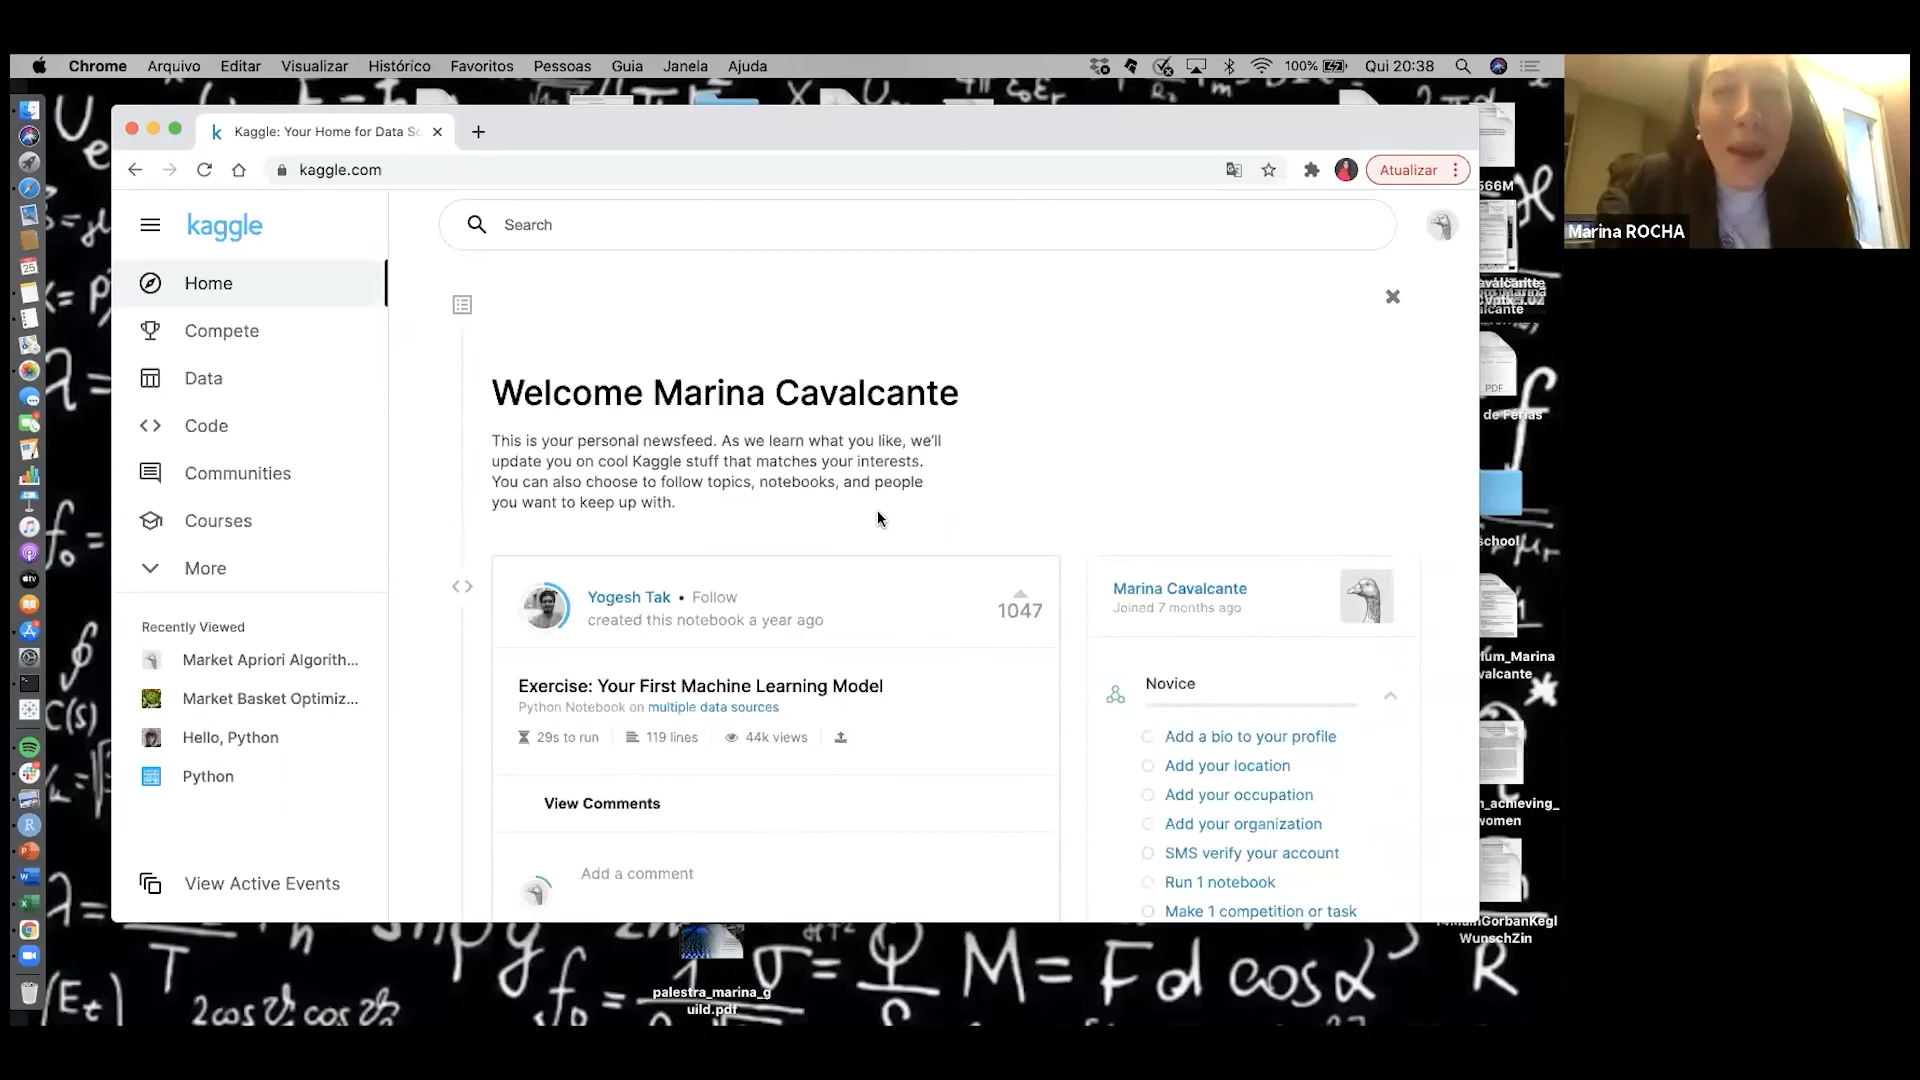 Chrome Arquivo Editar Visualizar Histórico Favoritos Pessoas Guia Janela Ajuda
100% Qui 20:38
Kaggle: Your Home for Data Sc
kaggle.com
Atualizar
kaggle
Search
Home
Compete
Data
Code
Communities
Courses
More
Recently Viewed
Market Apriori Algorith...
Market Basket Optimiz...
Hello, Python
Python
View Active Events
Welcome Marina Cavalcante
This is your personal newsfeed. As we learn what you like, we'll
update you on cool Kaggle stuff that matches your interests.
You can also choose to follow topics, notebooks, and people
you want to keep up with.
Yogesh Tak • Follow
created this notebook a year ago
1047
Exercise: Your First Machine Learning Model
Python Notebook on multiple data sources
29s to run 119 lines 44k views
View Comments
Add a comment
Marina Cavalcante
Joined 7 months ago
Novice
Add a bio to your profile
Add your location
Add your occupation
Add your organization
SMS verify your account
Run 1 notebook
Make 1 competition or task
Marina ROCHA
566M
PDF
de Férias
school
valcante
_achieving_
women
WunschZin
palestra_marina_g
uild.pdf
M = F d cos α